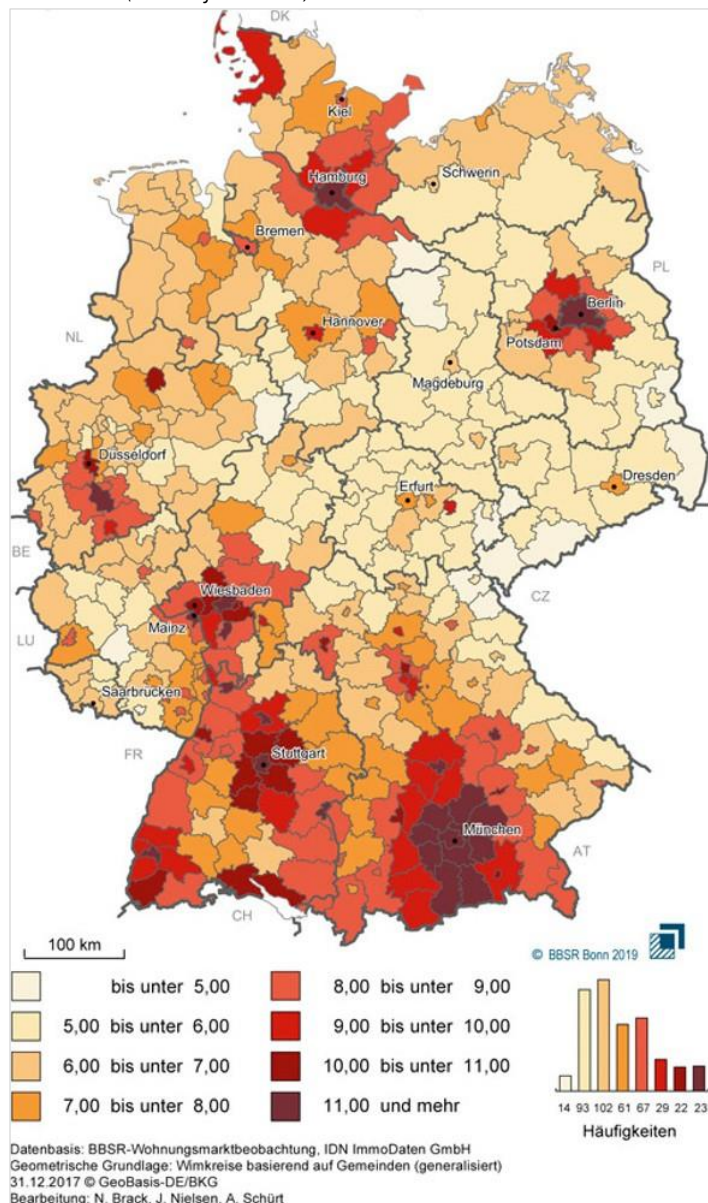 DK
Kiel
Hamburg
Schwerin
Bremen
PL
Berlin
NL
Hannover
Potsdam
Magdeburg
Düsseldorf
Erfurt
Dresden
BE
Wiesbaden
CZ
Mainz
LU
Saarbrücken
FR
Stuttgart
München
AT
CH
100 km
© BBSR Bonn 2019
bis unter 5,00
5,00 bis unter 6,00
6,00 bis unter 7,00
7,00 bis unter 8,00
8,00 bis unter 9,00
9,00 bis unter 10,00
10,00 bis unter 11,00
11,00 und mehr
14 93 102 61 67 29 22 23
Häufigkeiten
Datenbasis: BBSR-Wohnungsmarktbeobachtung, IDN ImmoDaten GmbH
Geometrische Grundlage: Wimkreise basierend auf Gemeinden (generalisiert)
31.12.2017 © GeoBasis-DE/BKG
Bearbeitung: N. Brack, J. Nielsen, A. Schürt